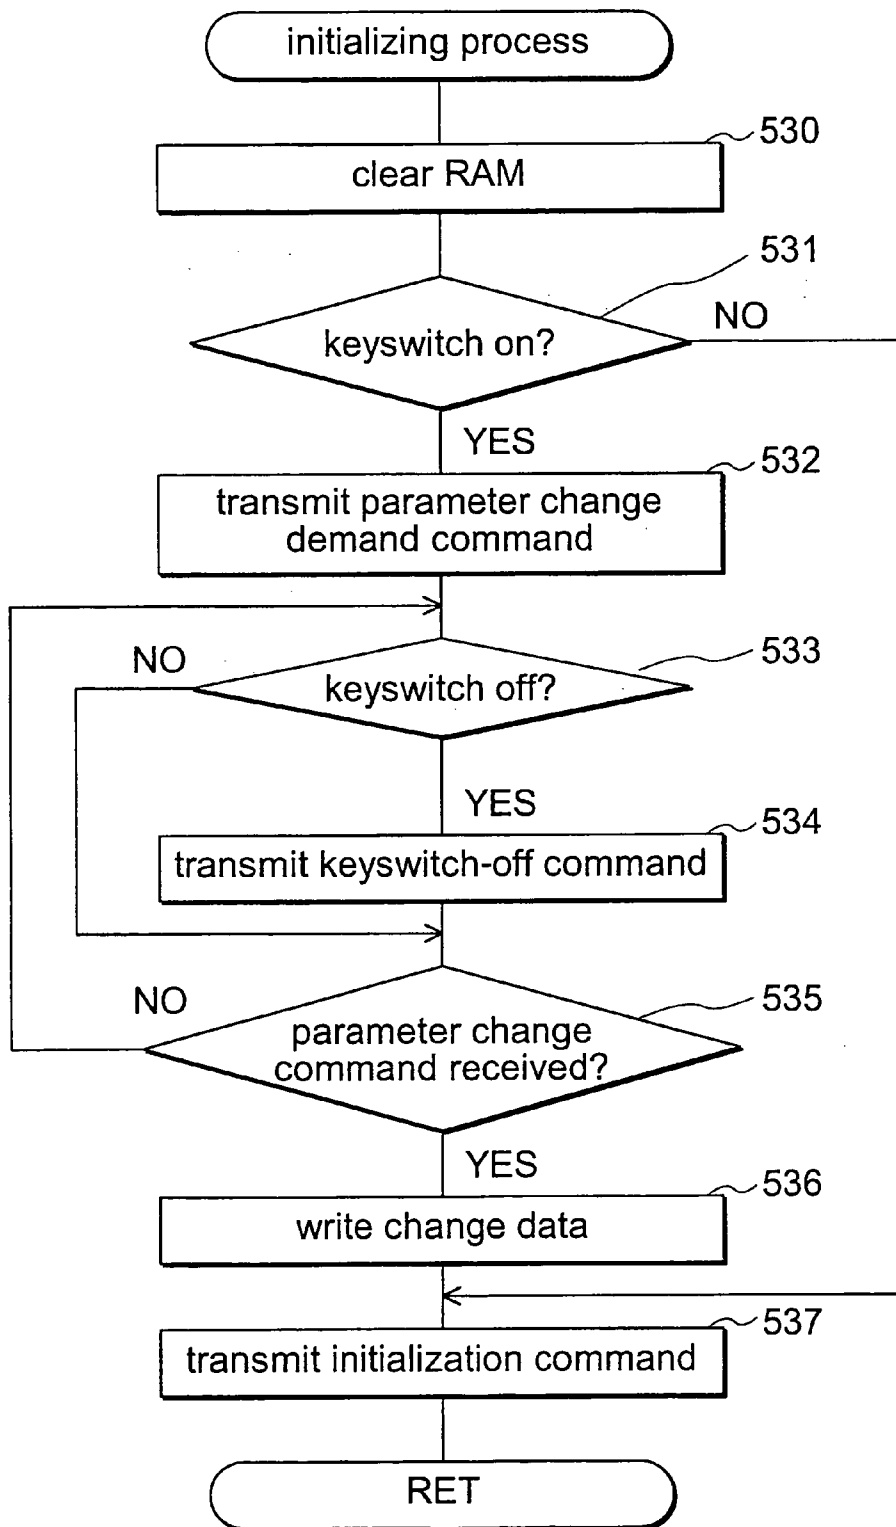 initializing process
530
clear RAM
531
keyswitch on?
NO
YES
532
transmit parameter change
demand command
NO
533
keyswitch off?
YES
534
transmit keyswitch-off command
NO
535
parameter change
command received?
YES
536
write change data
537
transmit initialization command
RET